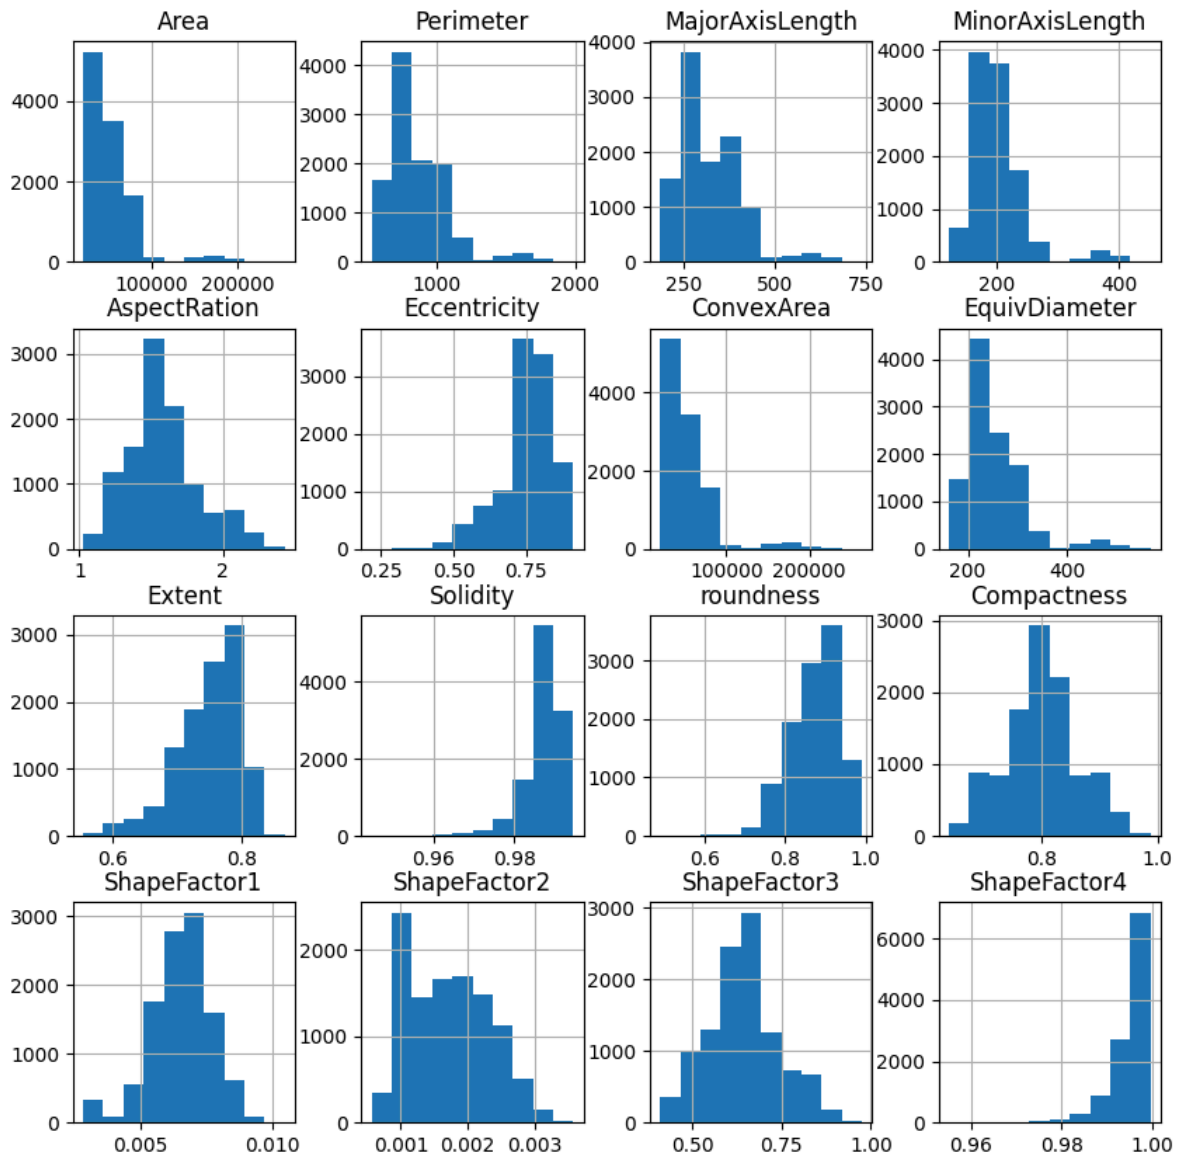 Area Perimeter MajorAxisLength MinorAxisLength
4000 2000 0 100000 200000
4000 3000 2000 1000 0 1000 2000
4000 3000 2000 1000 0 250 500 750
4000 3000 2000 1000 0 200 400
AspectRation Eccentricity ConvexArea EquivDiameter
3000 2000 1000 0 1 2
3000 2000 1000 0 0.25 0.50 0.75
4000 2000 0 100000 200000
4000 3000 2000 1000 0 200 400
Extent Solidity roundness Compactness
3000 2000 1000 0 0.6 0.8
4000 2000 0 0.96 0.98
3000 2000 1000 0 0.6 0.8 1.0
3000 2000 1000 0 0.8 1.0
ShapeFactor1 ShapeFactor2 ShapeFactor3 ShapeFactor4
3000 2000 1000 0 0.005 0.010
2000 1000 0 0.001 0.002 0.003
3000 2000 1000 0 0.50 0.75 1.00
6000 4000 2000 0 0.96 0.98 1.00